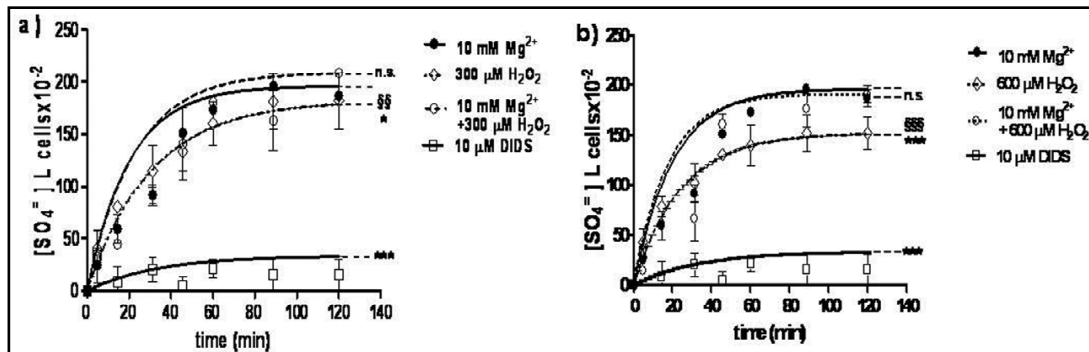 a)
[SO₄⁼] L cellsx10⁻²
250
200
150
100
50
0
0 20 40 60 80 100 120 140
time (min)
n.s.
§§
*
***
10 mM Mg²⁺
300 µM H₂O₂
10 mM Mg²⁺
+300 µM H₂O₂
10 µM DIDS
b)
[SO₄⁼] L cellsx10⁻²
250
200
150
100
50
0
0 20 40 60 80 100 120 140
time (min)
n.s.
§§§
§§§
***
***
10 mM Mg²⁺
600 µM H₂O₂
10 mM Mg²⁺
+600 µM H₂O₂
10 µM DIDS